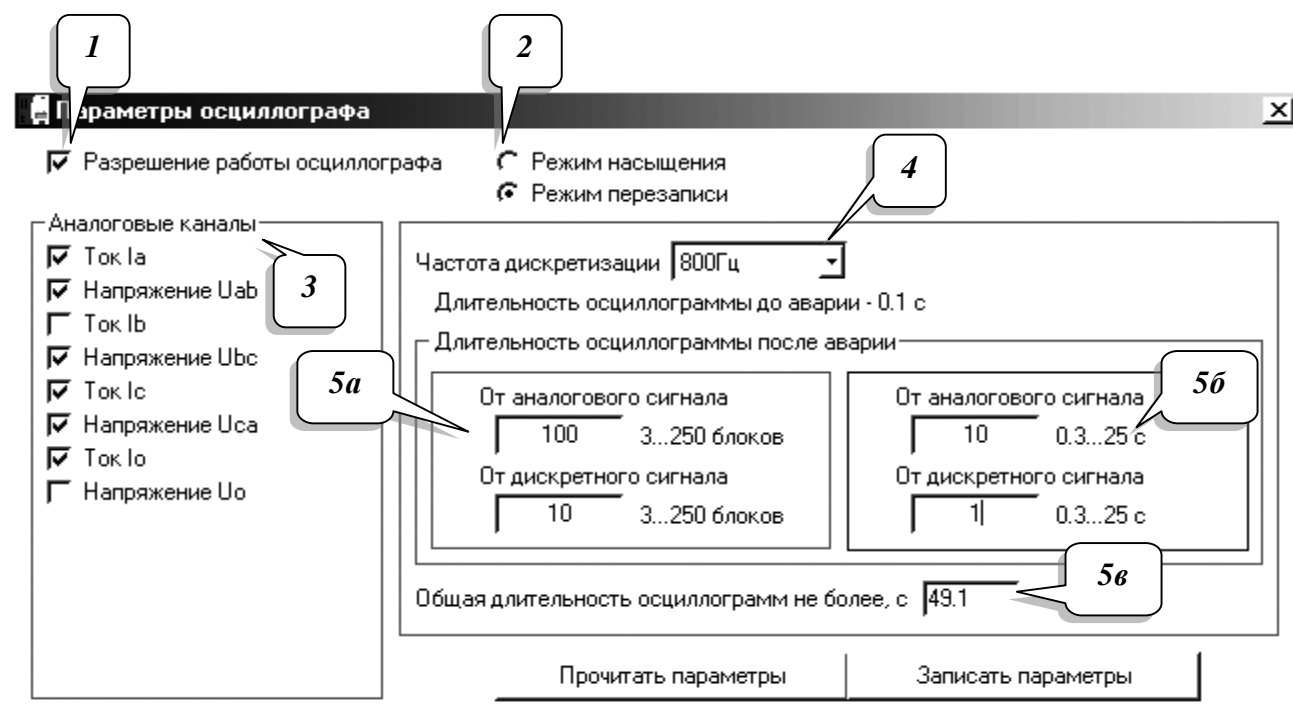 1
2
Параметры осциллографа
Разрешение работы осциллографа
Режим насыщения
Режим перезаписи
4
Аналоговые каналы
Ток Ia
Напряжение Uab
Ток Ib
Напряжение Ubc
Ток Ic
Напряжение Uca
Ток Io
Напряжение Uo
3
Частота дискретизации 800Гц
Длительность осциллограммы до аварии - 0.1 с
Длительность осциллограммы после аварии
5а
От аналогового сигнала
100 3...250 блоков
От дискретного сигнала
10 3...250 блоков
5б
От аналогового сигнала
10 0.3...25 с
От дискретного сигнала
1 0.3...25 с
5в
Общая длительность осциллограмм не более, с 49.1
Прочитать параметры
Записать параметры